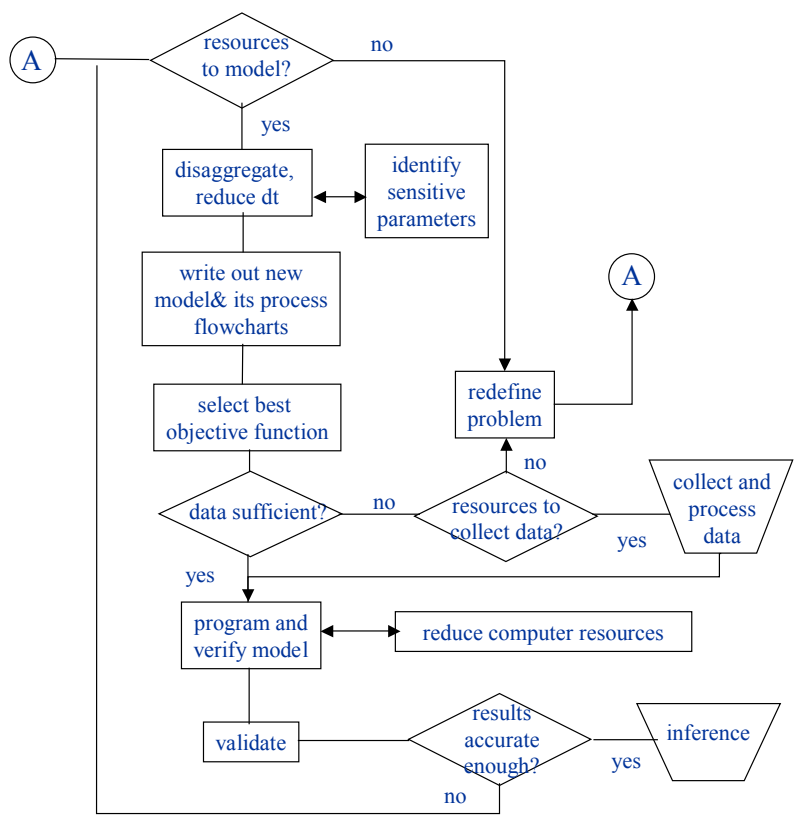 A
resources
to model?
no
yes
disaggregate,
reduce dt
identify
sensitive
parameters
write out new
model& its process
flowcharts
A
select best
objective function
redefine
problem
no
data sufficient?
no
resources to
collect data?
yes
collect and
process
data
yes
program and
verify model
reduce computer resources
validate
results
accurate
enough?
yes
inference
no